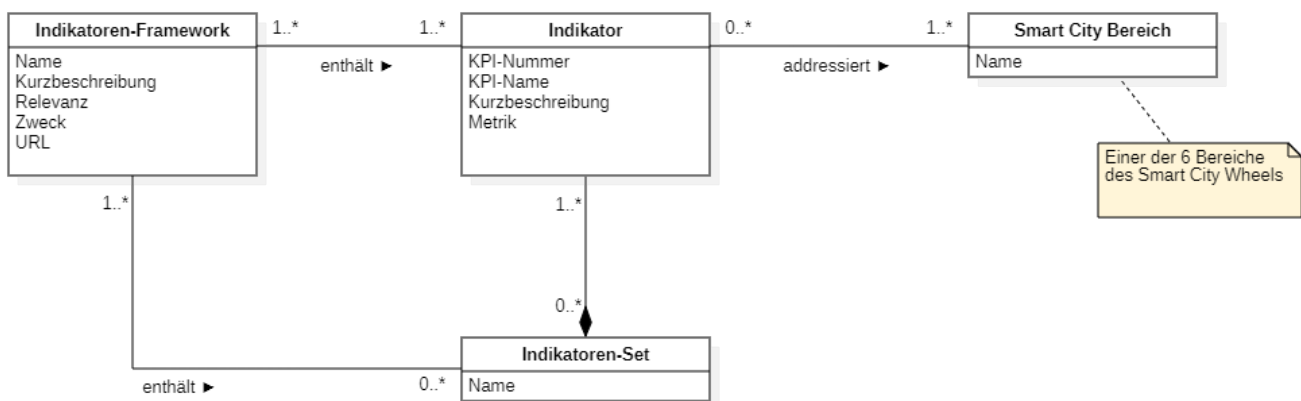 Indikatoren-Framework
Name
Kurzbeschreibung
Relevanz
Zweck
URL
1..*
1..*
enthält ►
Indikator
KPI-Nummer
KPI-Name
Kurzbeschreibung
Metrik
0..*
1..*
addressiert ►
Smart City Bereich
Name
Einer der 6 Bereiche
des Smart City Wheels
1..*
1..*
0..*
enthält ►
0..*
Indikatoren-Set
Name